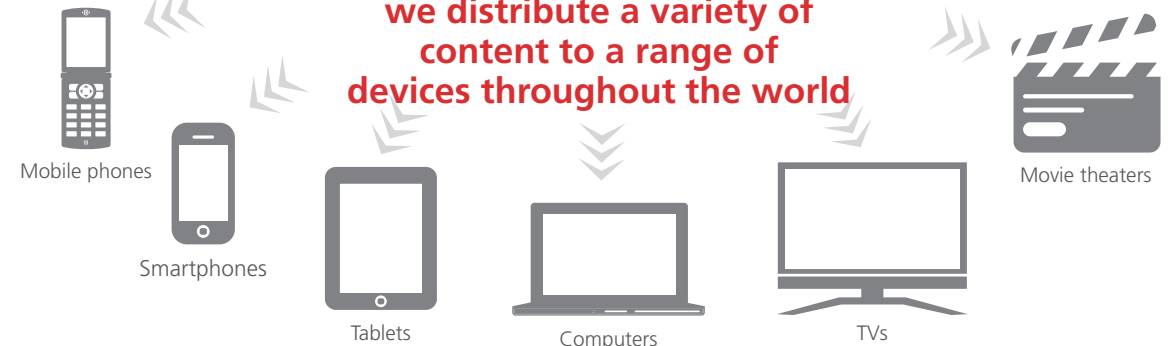 we distribute a variety of
content to a range of
devices throughout the world
Mobile phones
Movie theaters
Smartphones
Tablets
Computers
TVs